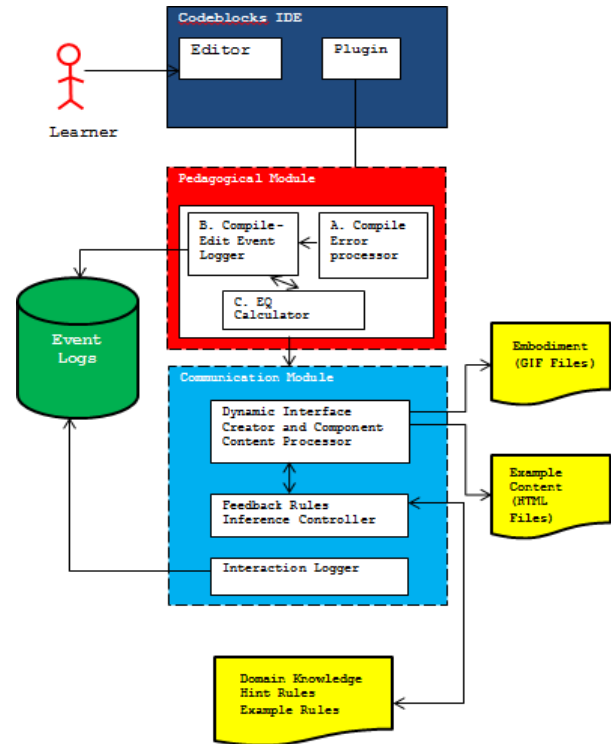 Codeblocks IDE
Editor
Plugin
Learner
Pedagogical Module
B. Compile-
Edit Event
Logger
A. Compile
Error
processor
C. EQ
Calculator
Event
Logs
Communication Module
Dynamic Interface
Creator and Component
Content Processor
Feedback Rules
Inference Controller
Interaction Logger
Embodiment
(GIF Files)
Example
Content
(HTML
Files)
Domain Knowledge
Hint Rules
Example Rules